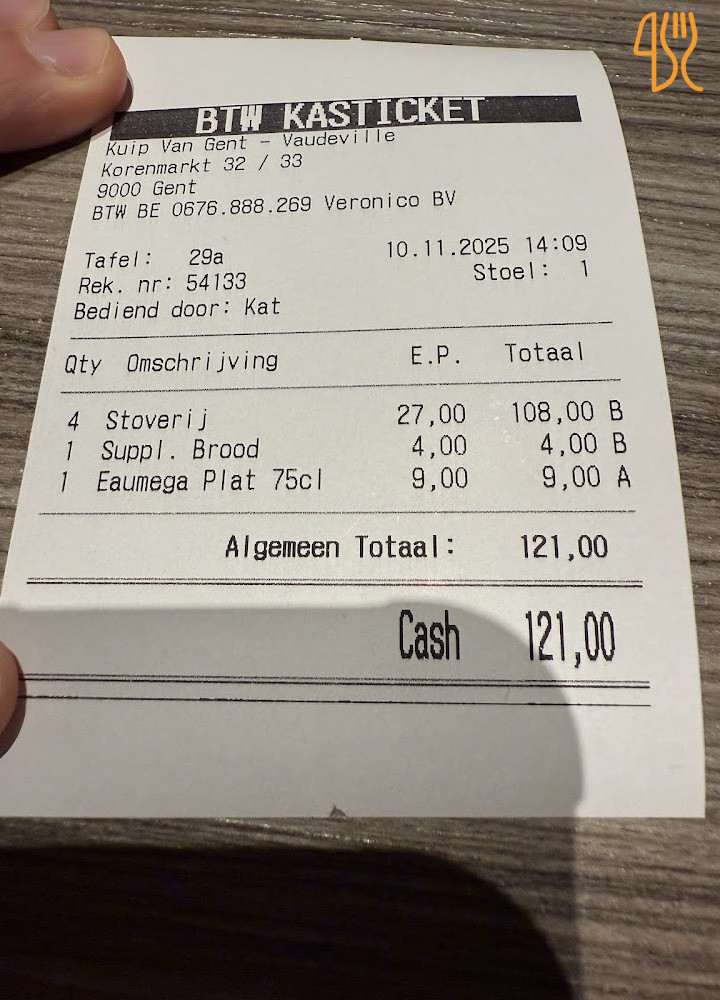 BTW KASTICKET
Kuip Van Gent - Vaudeville
Korenmarkt 32 / 33
9000 Gent
BTW BE 0676.888.269 Veronico BV
Tafel: 29a 10.11.2025 14:09
Rek. nr: 54133 Stoel: 1
Bediend door: Kat
Qty Omschrijving E.P. Totaal
4 Stoverij 27,00 108,00 B
1 Suppl. Brood 4,00 4,00 B
1 Eaumega Plat 75cl 9,00 9,00 A
Algemeen Totaal: 121,00
Cash 121,00